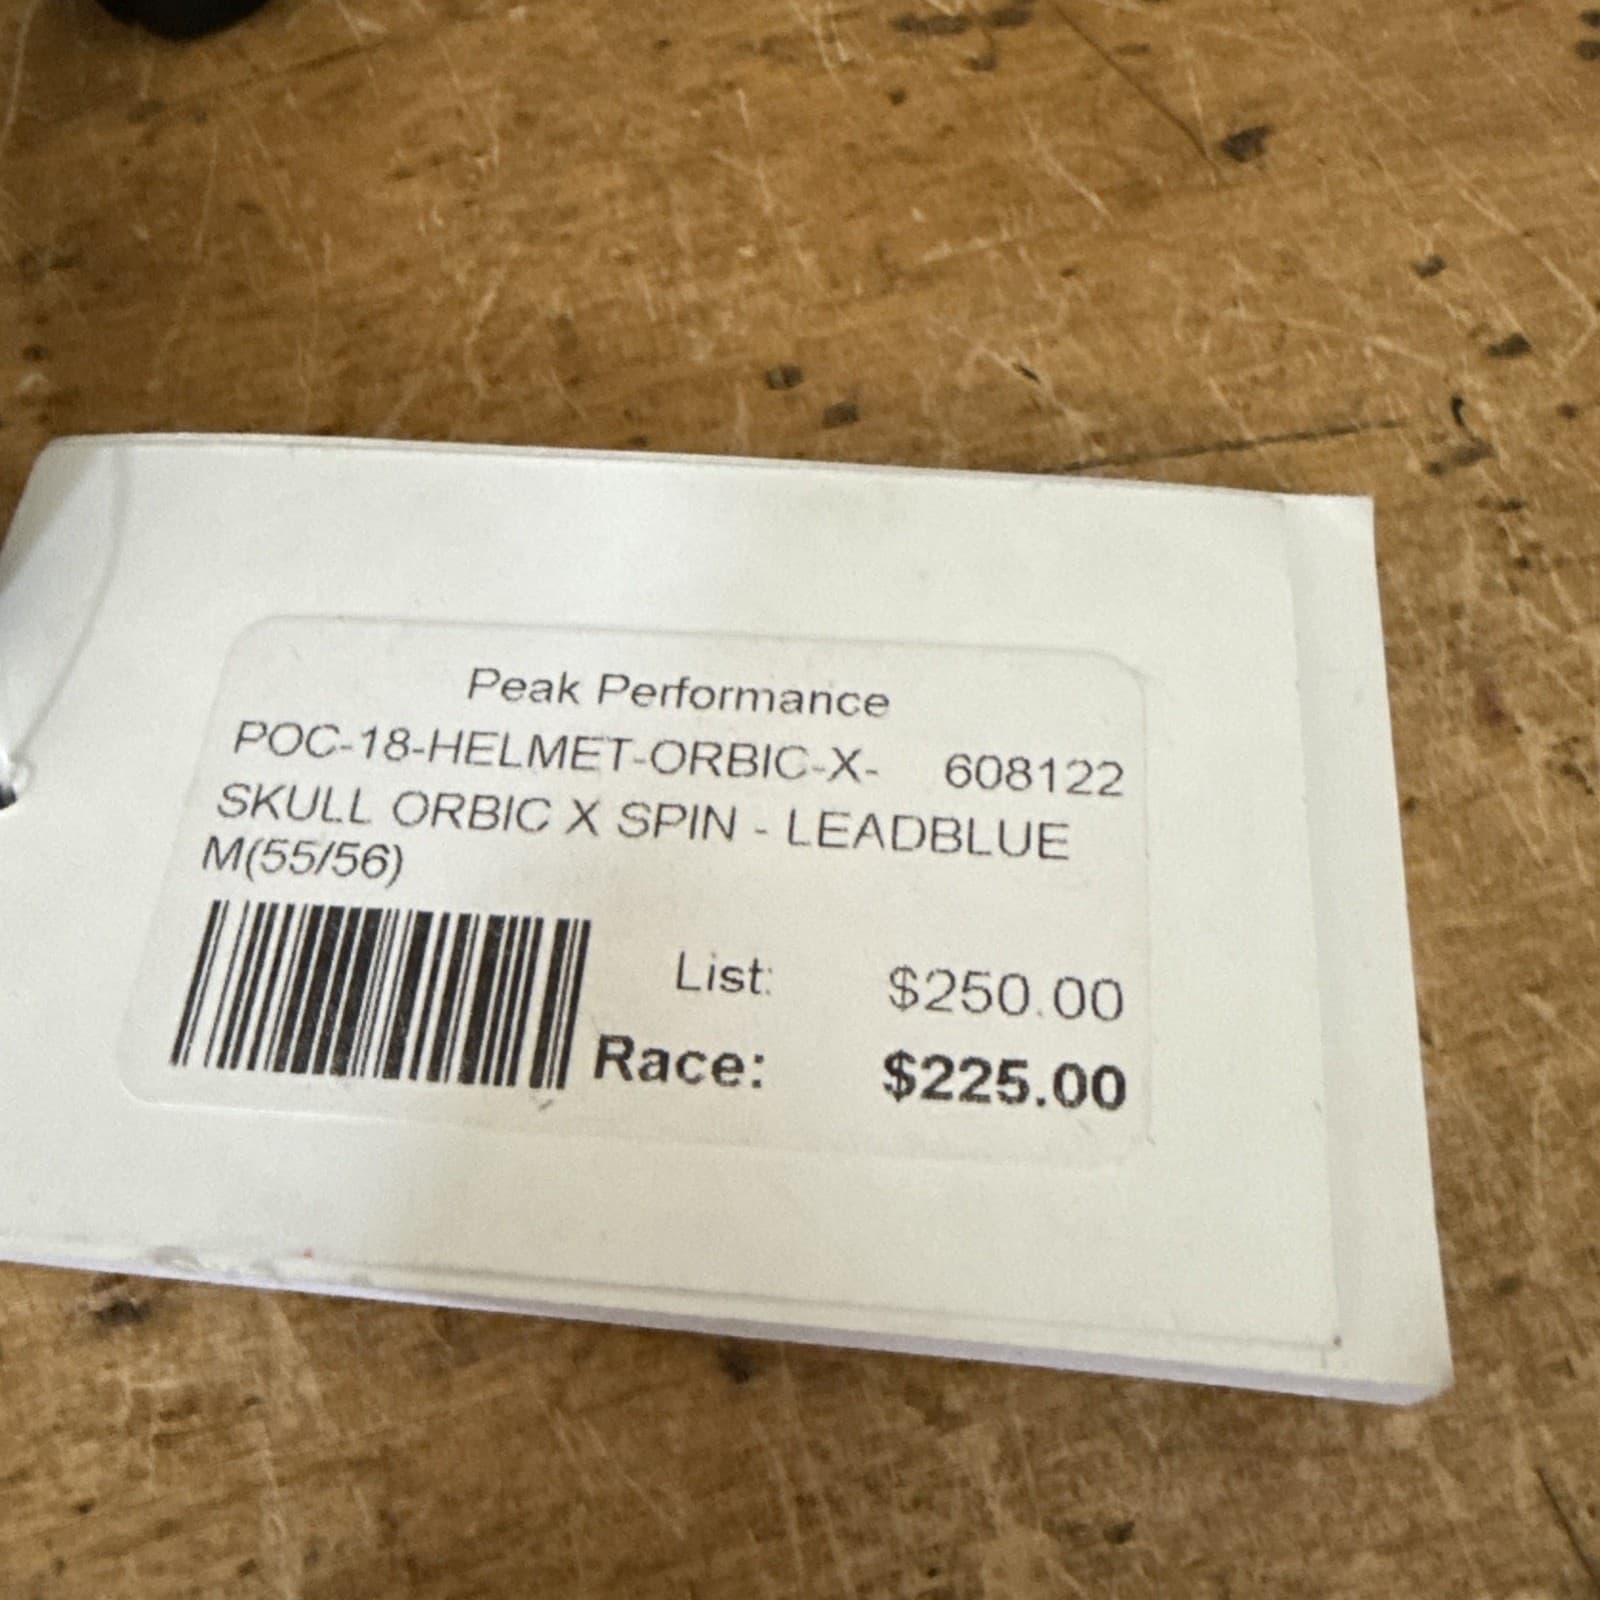 Peak Performance
POC-18-HELMET-ORBIC-X- 608122
SKULL ORBIC X SPIN - LEADBLUE
M(55/56)
List: $250.00
Race: $225.00